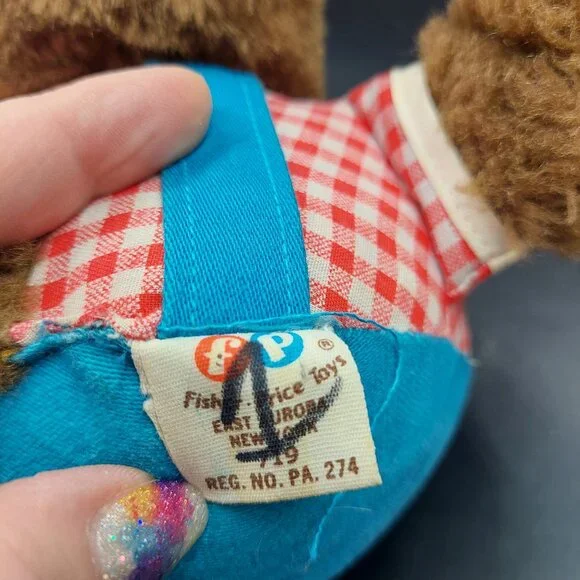 fp ®
Fisher-Price Toys
EAST AURORA
NEW YORK
719
REG. NO. PA. 274